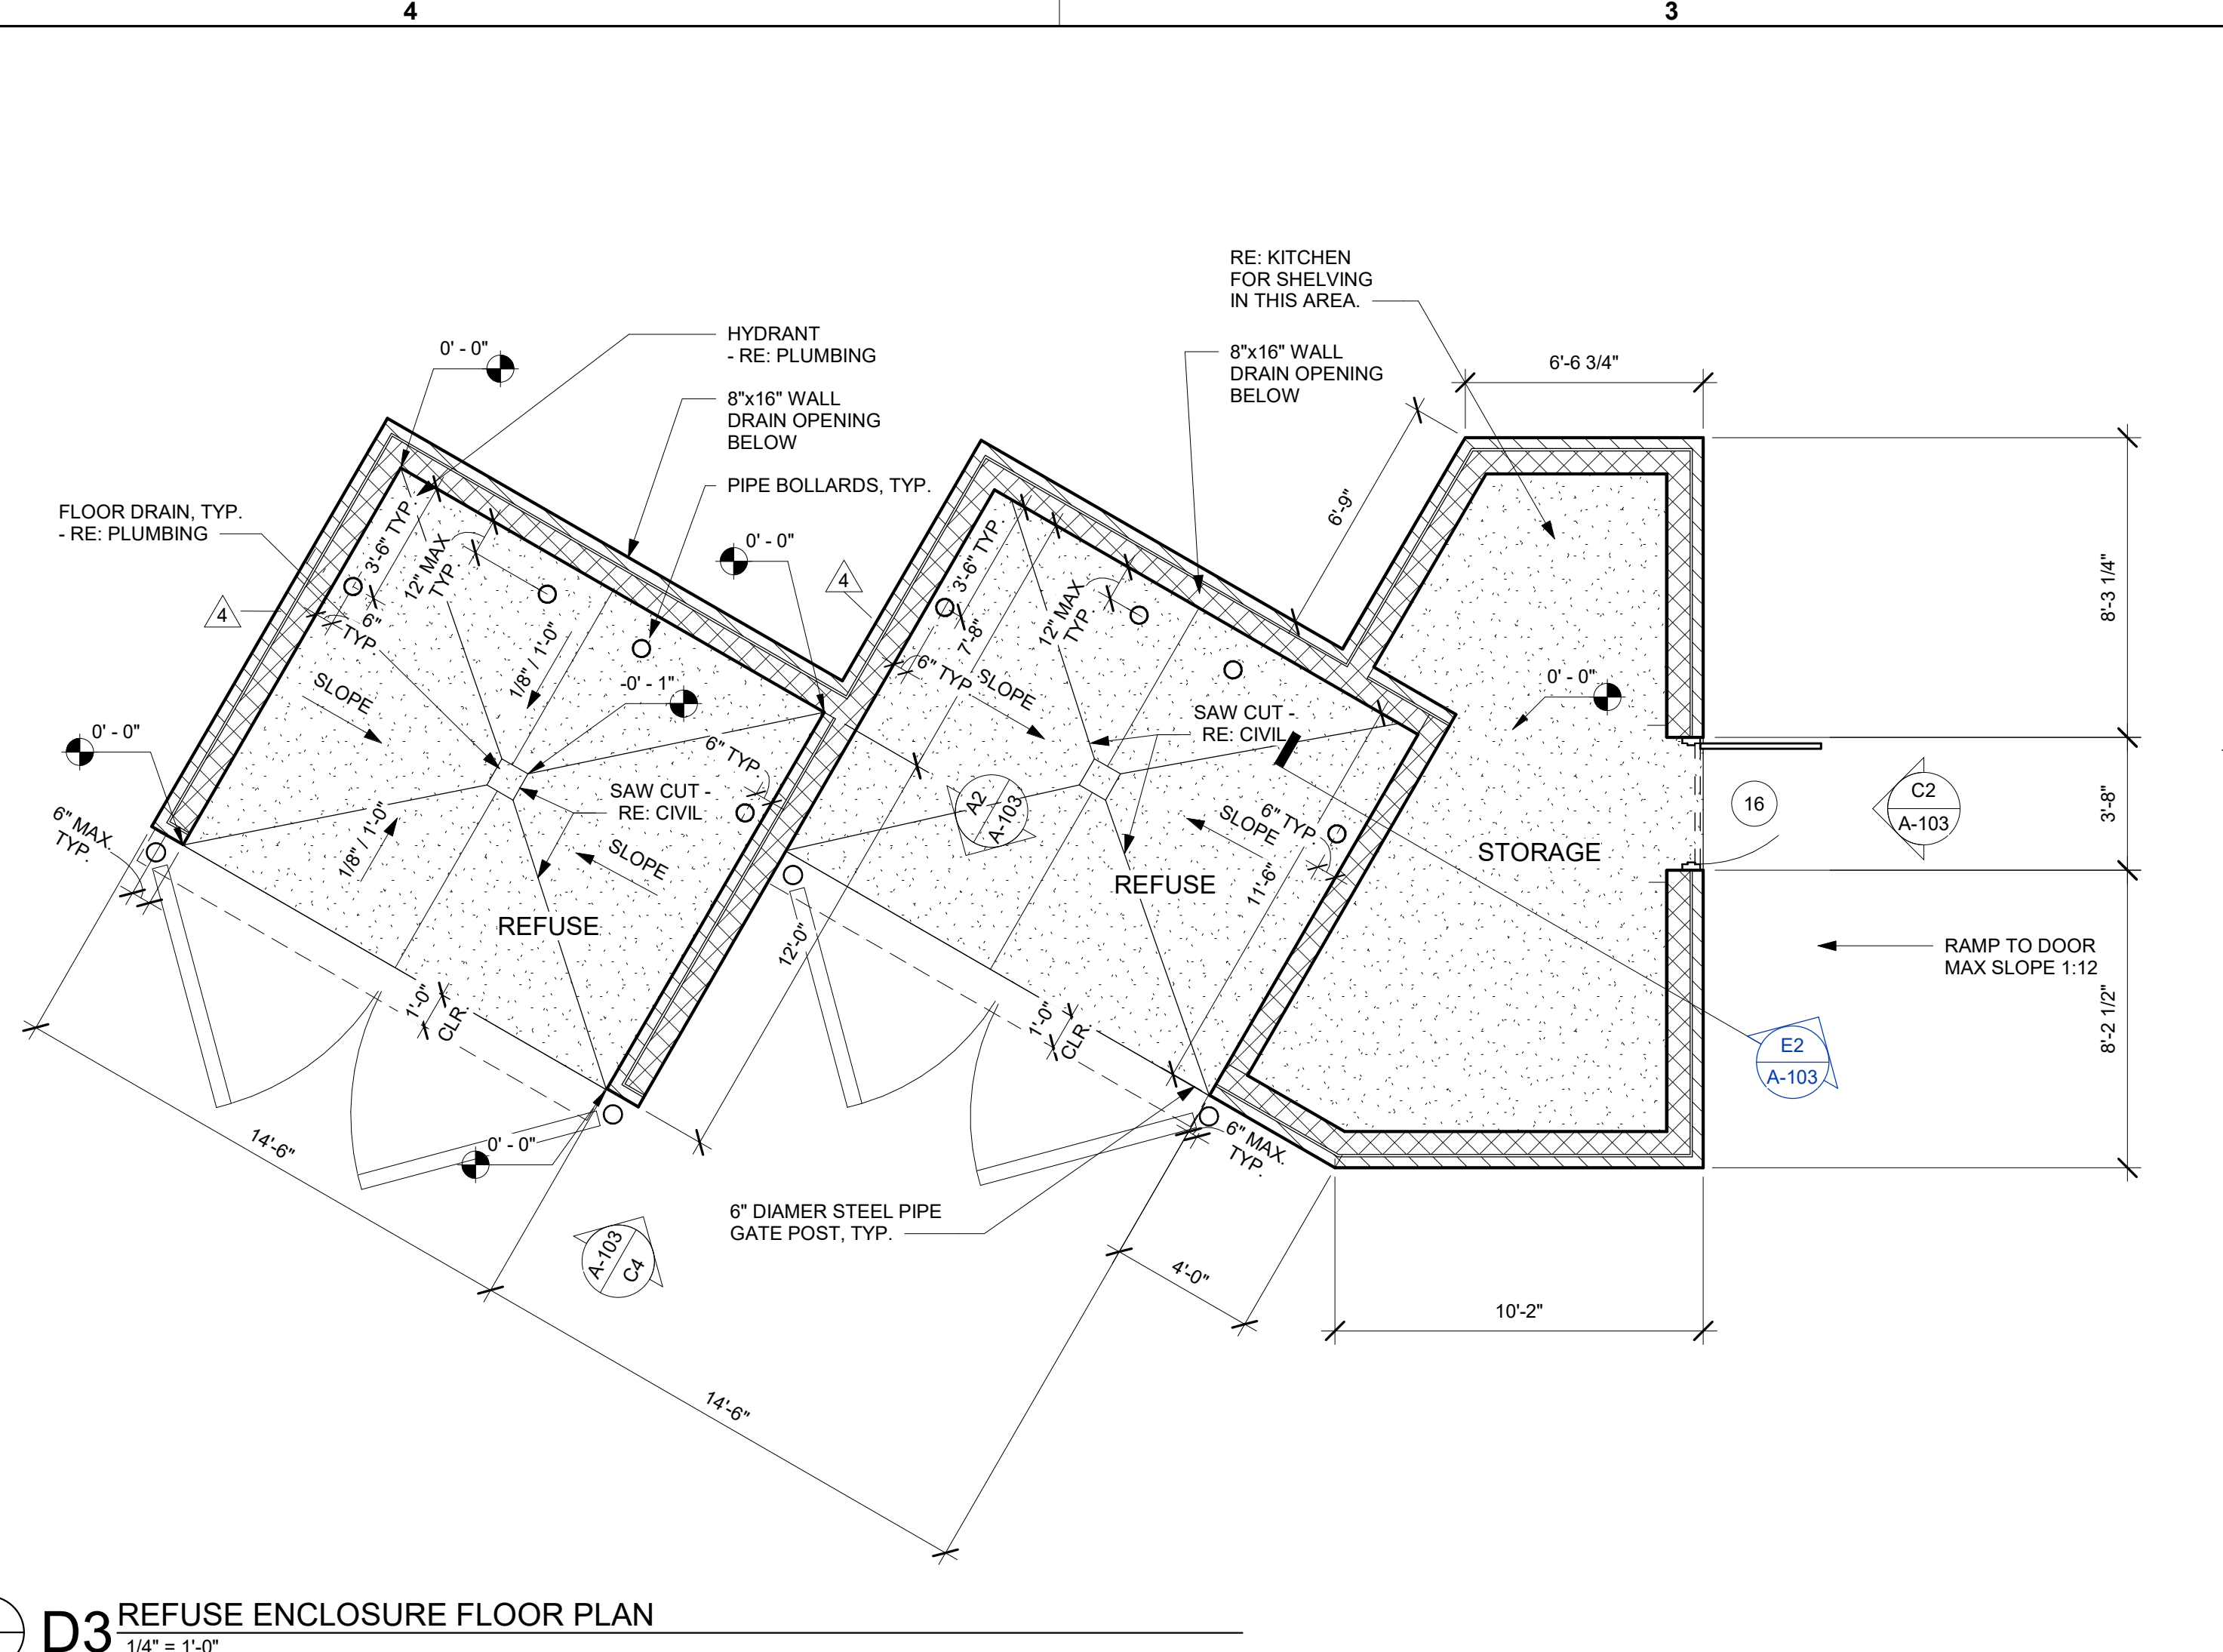 4
3
RE: KITCHEN
FOR SHELVING
IN THIS AREA.
HYDRANT
- RE: PLUMBING
0' - 0"
8"x16" WALL
DRAIN OPENING
BELOW
6'-6 3/4"
8"x16" WALL
DRAIN OPENING
BELOW
PIPE BOLLARDS, TYP.
6'-9"
FLOOR DRAIN, TYP.
- RE: PLUMBING
3'-6" TYP.
12" MAX
TYP.
0' - 0"
4
4
6"
TYP
1/8" / 1'-0"
3'-6" TYP.
7'-8"
12" MAX
TYP.
8'-3 1/4"
SLOPE
-0' - 1"
6" TYP
SLOPE
0' - 0"
SAW CUT -
RE: CIVIL
0' - 0"
6" TYP.
SAW CUT -
RE: CIVIL
A2
A-103
6" TYP
SLOPE
16
C2
A-103
3'-8"
6" MAX.
TYP.
1/8" / 1'-0"
SLOPE
STORAGE
REFUSE
11'-6"
REFUSE
12'-0"
RAMP TO DOOR
MAX SLOPE 1:12
1'-0"
CLR.
1'-0"
CLR.
8'-2 1/2"
E2
A-103
14'-6"
0' - 0"
6" MAX.
TYP.
6" DIAMER STEEL PIPE
GATE POST, TYP.
A-103
C4
4'-0"
10'-2"
14'-6"
D3
REFUSE ENCLOSURE FLOOR PLAN
1/4" = 1'-0"